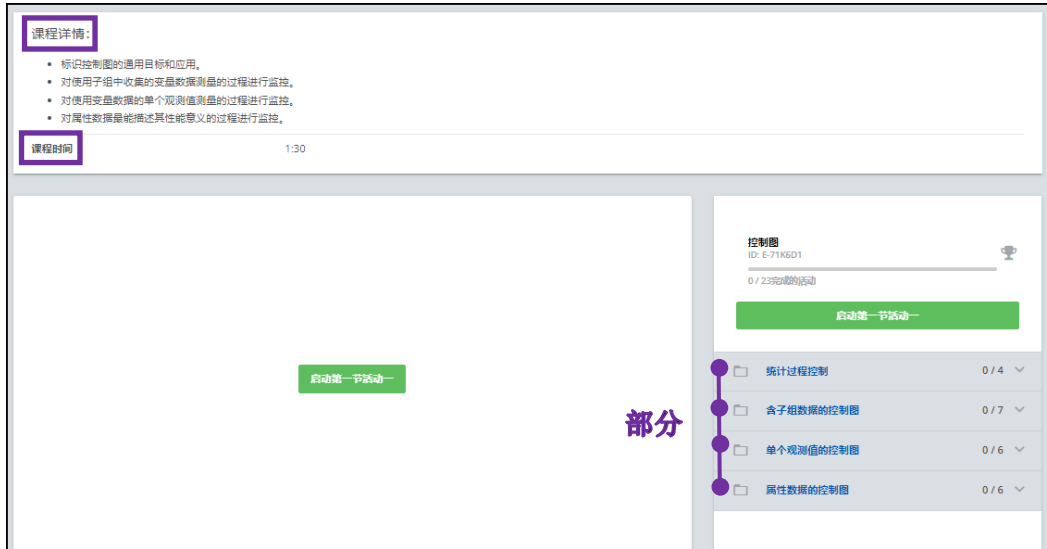 课程详情:
标识控制图的通用目标和应用。
对使用子组中收集的变量数据测量的过程进行监控。
对使用变量数据的单个观测值测量的过程进行监控。
对属性数据最能描述其性能意义的过程进行监控。
课程时间 1:30
控制图
ID: E-71K6D1
0 / 23完成的活动
启动第一节活动一
启动第一节活动一
部分
统计过程控制 0 / 4
含子组数据的控制图 0 / 7
单个观测值的控制图 0 / 6
属性数据的控制图 0 / 6